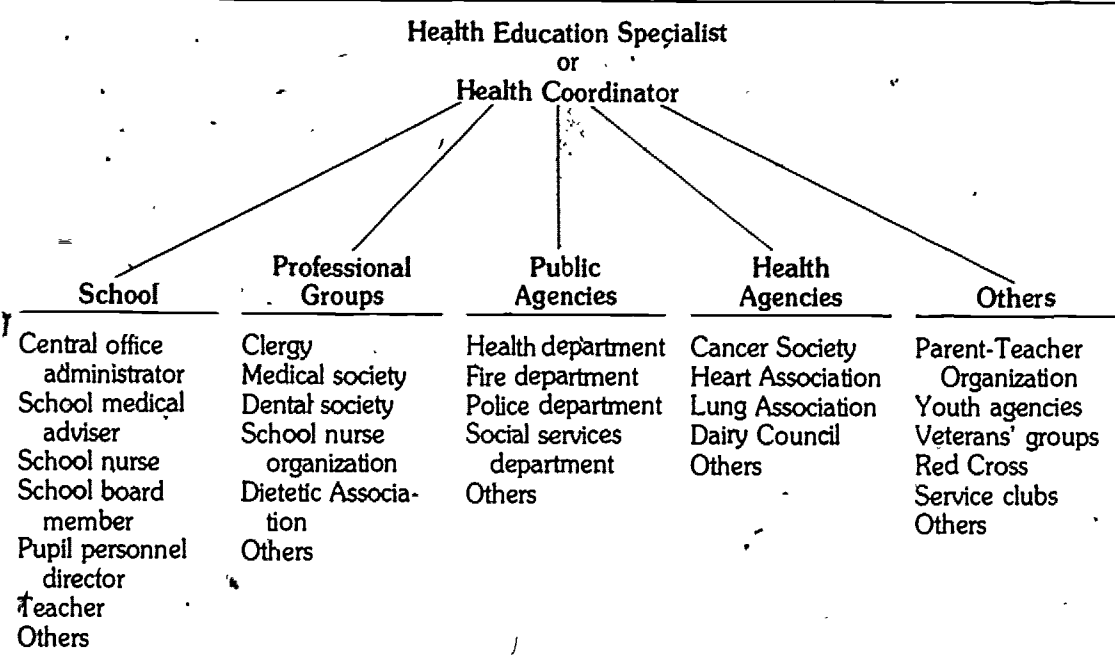 Health Education Specialist
or
Health Coordinator
School
Central office
administrator
School medical
adviser
School nurse
School board
member
Pupil personnel
director
Teacher
Others
Professional
Groups
Clergy
Medical society
Dental society
School nurse
organization
Dietetic Associa-
tion
Others
Public
Agencies
Health department
Fire department
Police department
Social services
department
Others
Health
Agencies
Cancer Society
Heart Association
Lung Association
Dairy Council
Others
Others
Parent-Teacher
Organization
Youth agencies
Veterans' groups
Red Cross
Service clubs
Others